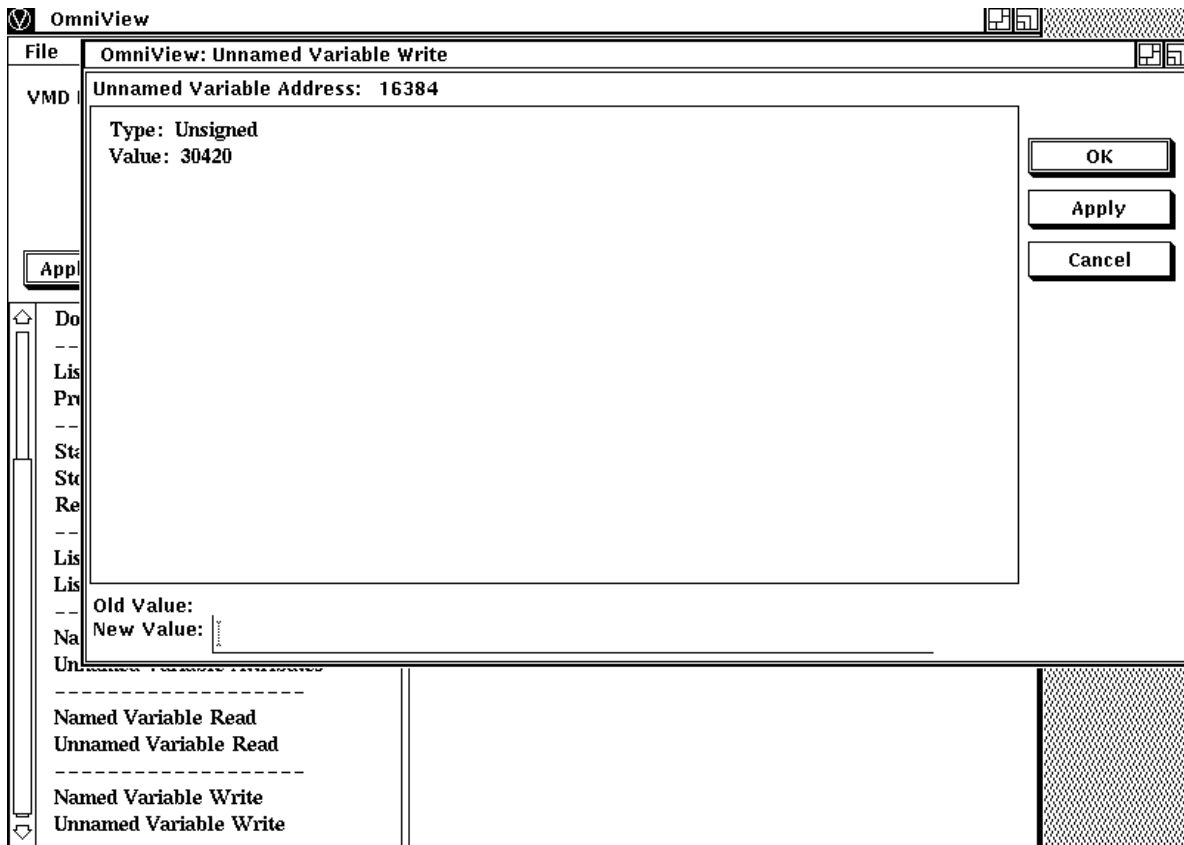 OmniView
File
OmniView: Unnamed Variable Write
VMD
Unnamed Variable Address: 16384
Type: Unsigned
Value: 30420
OK
Apply
Cancel
Appl
Do
--
Lis
Pro
--
Sta
Sto
Re
--
Lis
Lis
--
Old Value:
New Value:
Na
--------------------
Named Variable Read
Unnamed Variable Read
--------------------
Named Variable Write
Unnamed Variable Write